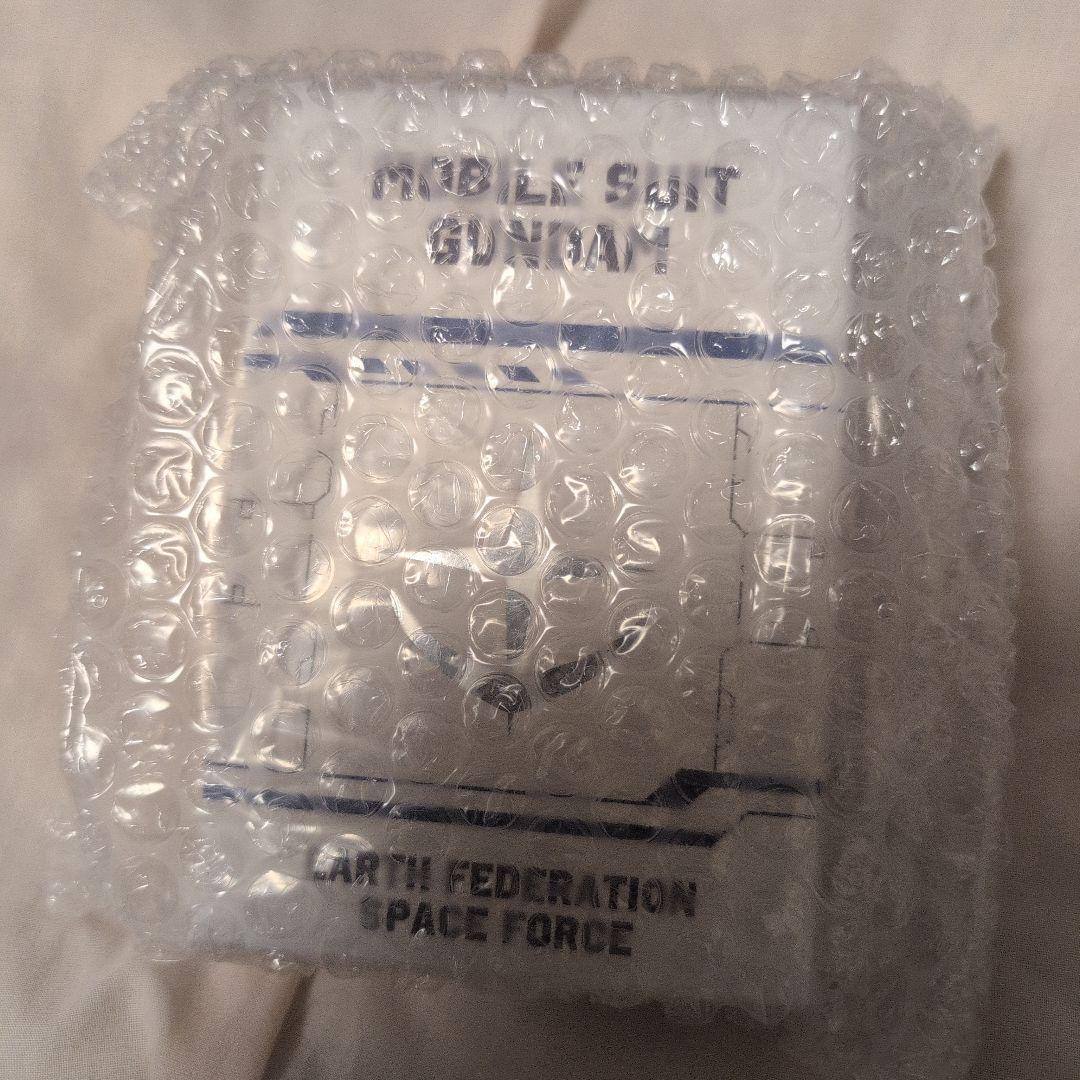 MOBILE SUIT
GUNDAM
EARTH FEDERATION
SPACE FORCE